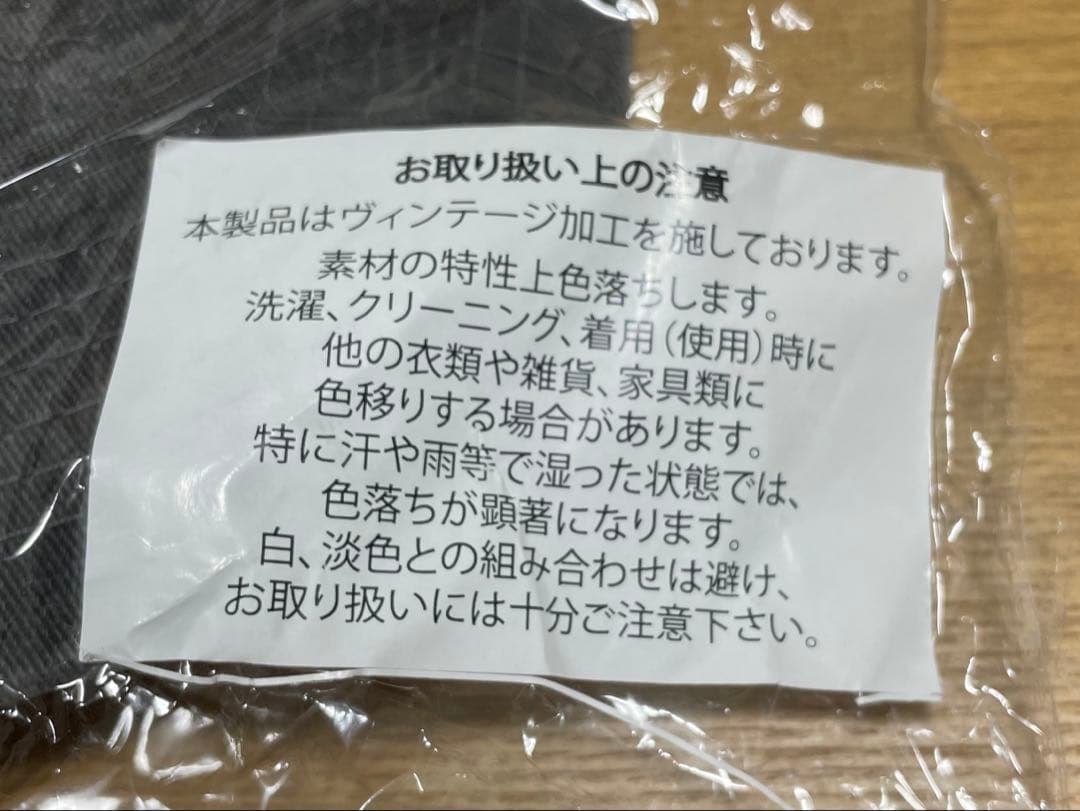 お取り扱い上の注意
本製品はヴィンテージ加工を施しております。
素材の特性上色落ちします。
洗濯、クリーニング、着用（使用）時に
他の衣類や雑貨、家具類に
色移りする場合があります。
特に汗や雨等で湿った状態では、
色落ちが顕著になります。
白、淡色との組み合わせは避け、
お取り扱いには十分ご注意下さい。